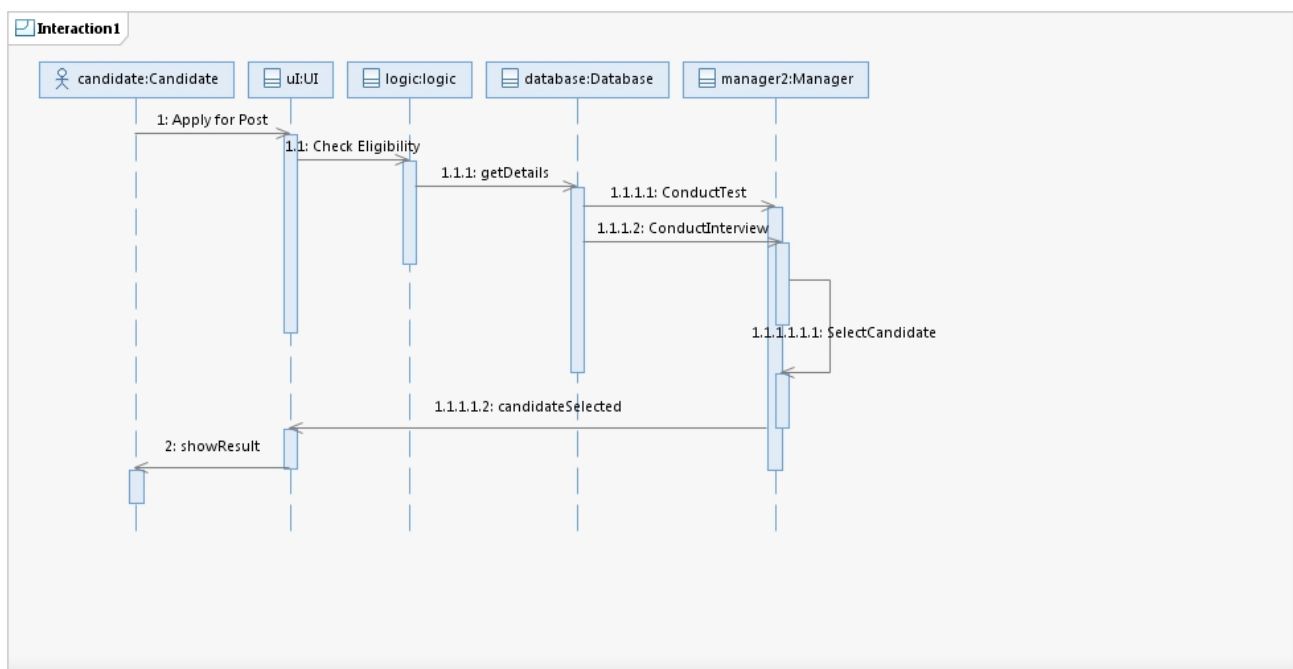 Interaction1
candidate:Candidate
uI:UI
logic:logic
database:Database
manager2:Manager
1: Apply for Post
1.1: Check Eligibility
1.1.1: getDetails
1.1.1.1: ConductTest
1.1.1.2: ConductInterview
1.1.1.1.1.1: SelectCandidate
1.1.1.1.2: candidateSelected
2: showResult